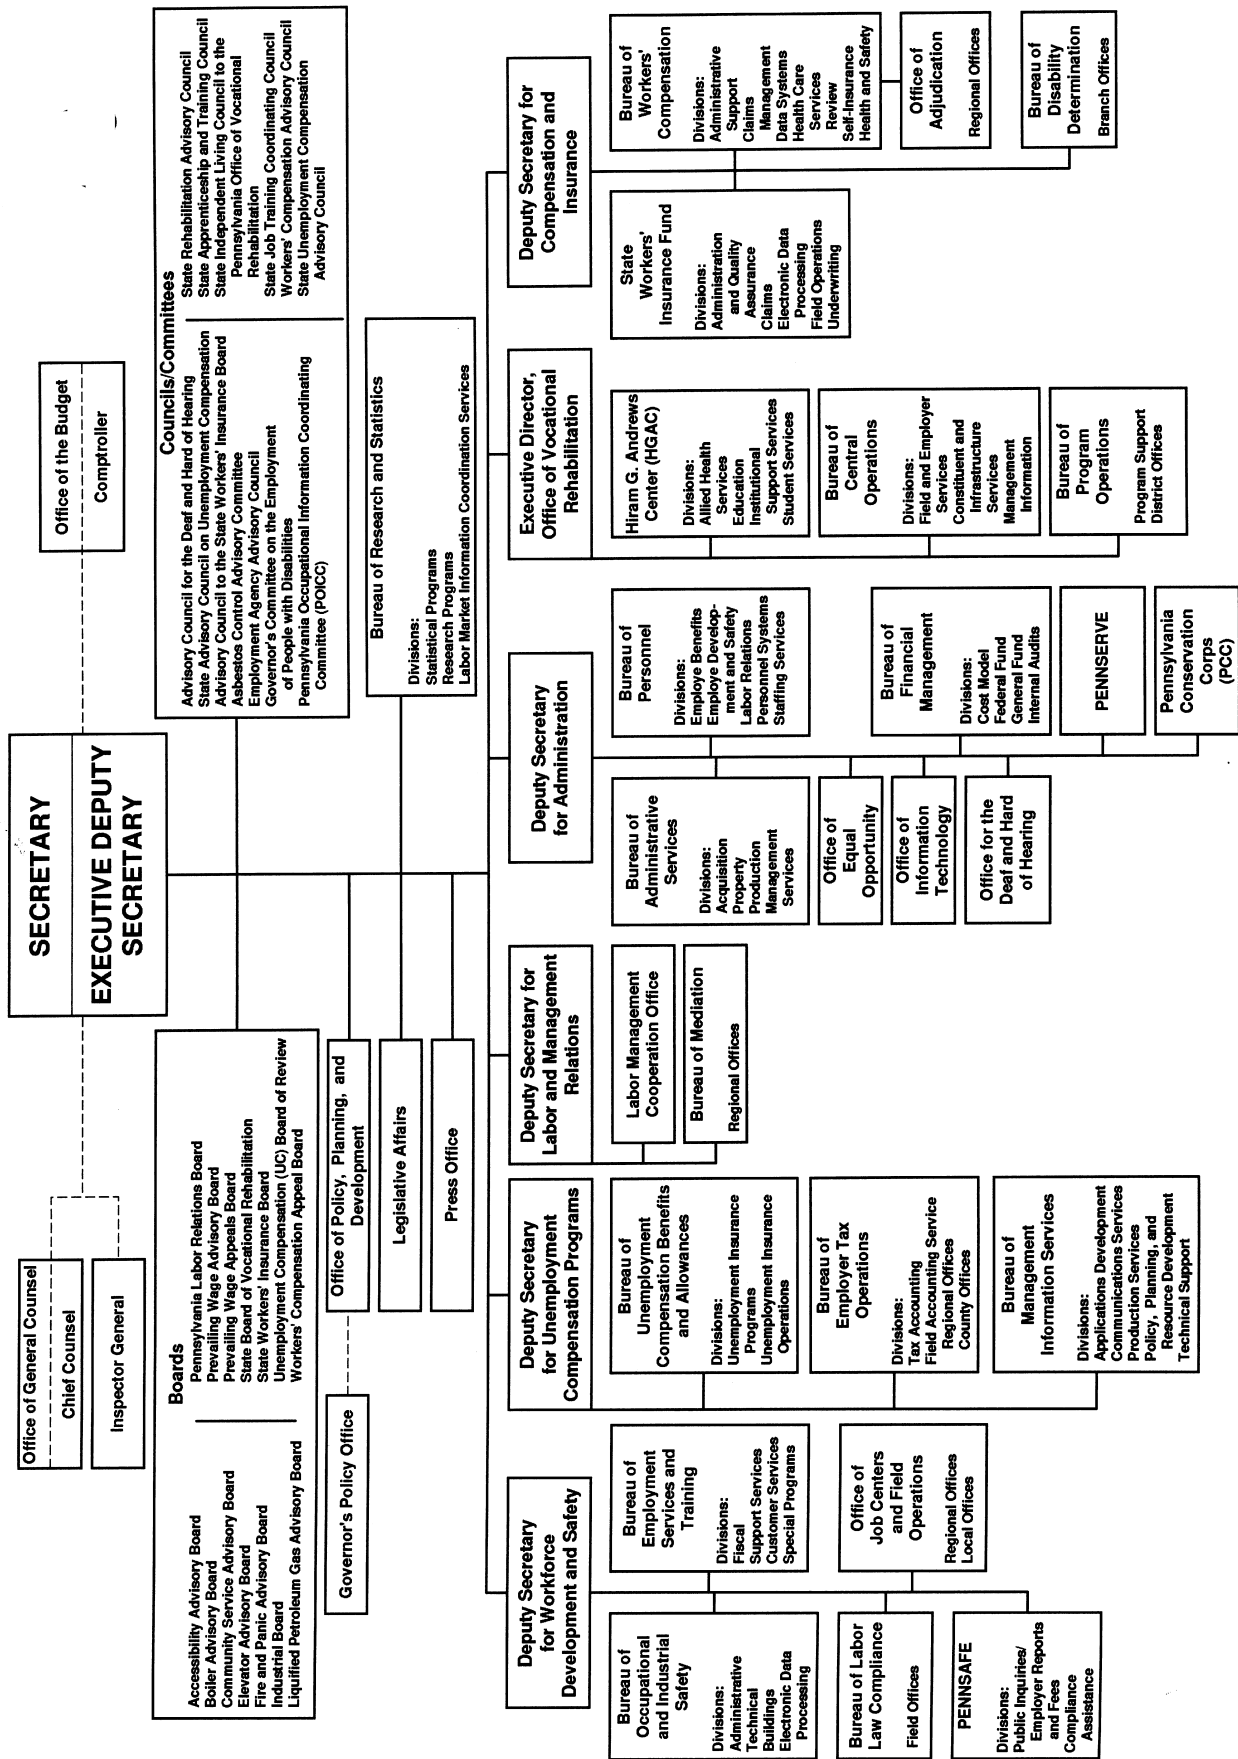 SECRETARY
EXECUTIVE DEPUTY
SECRETARY
Office of General Counsel
Chief Counsel
Inspector General
Office of the Budget
Comptroller
Boards
Accessibility Advisory Board
Boiler Advisory Board
Community Service Advisory Board
Elevator Advisory Board
Fire and Panic Advisory Board
Industrial Board
Liquified Petroleum Gas Advisory Board
Pennsylvania Labor Relations Board
Prevailing Wage Advisory Board
Prevailing Wage Appeals Board
State Board of Vocational Rehabilitation
State Workers' Insurance Board
Unemployment Compensation (UC) Board of Review
Workers' Compensation Appeal Board
Councils/Committees
Advisory Council for the Deaf and Hard of Hearing
State Advisory Council on Unemployment Compensation
Advisory Council to the State Workers' Insurance Board
Asbestos Control Advisory Committee
Employment Agency Advisory Council
Governor's Committee on the Employment
of People with Disabilities
Pennsylvania Occupational Information Coordinating
Committee (POICC)
State Rehabilitation Advisory Council
State Apprenticeship and Training Council
State Independent Living Council to the
Pennsylvania Office of Vocational
Rehabilitation
State Job Training Coordinating Council
Workers' Compensation Advisory Council
State Unemployment Compensation
Advisory Council
Governor's Policy Office
Office of Policy, Planning, and
Development
Legislative Affairs
Press Office
Bureau of Research and Statistics
Divisions:
Statistical Programs
Research Programs
Labor Market Information Coordination Services
Deputy Secretary
for Workforce
Development and Safety
Bureau of
Occupational
and Industrial
Safety
Divisions:
Administrative
Technical
Buildings
Electronic Data
Processing
Bureau of Labor
Law Compliance
Field Offices
PENNSAFE
Divisions:
Public Inquiries/
Employer Reports
and Fees
Compliance
Assistance
Bureau of
Employment
Services and
Training
Divisions:
Fiscal
Support Services
Customer Services
Special Programs
Office of
Job Centers
and Field
Operations
Regional Offices
Local Offices
Deputy Secretary
for Unemployment
Compensation Programs
Bureau of
Unemployment
Compensation Benefits
and Allowances
Divisions:
Unemployment Insurance
Programs
Unemployment Insurance
Operations
Bureau of
Employer Tax
Operations
Divisions:
Tax Accounting
Field Accounting Service
Regional Offices
County Offices
Bureau of
Management
Information Services
Divisions:
Applications Development
Communications Services
Production Services
Policy, Planning, and
Resource Development
Technical Support
Deputy Secretary for
Labor and Management
Relations
Labor Management
Cooperation Office
Bureau of Mediation
Regional Offices
Deputy Secretary
for Administration
Bureau of
Administrative
Services
Divisions:
Acquisition
Property
Production
Management
Services
Office of
Equal
Opportunity
Office of
Information
Technology
Office for the
Deaf and Hard
of Hearing
Bureau of
Personnel
Divisions:
Employe Benefits
Employe Develop-
ment and Safety
Labor Relations
Personnel Systems
Staffing Services
Bureau of
Financial
Management
Divisions:
Cost Model
Federal Fund
General Fund
Internal Audits
PENNSERVE
Pennsylvania
Conservation
Corps
(PCC)
Executive Director,
Office of Vocational
Rehabilitation
Hiram G. Andrews
Center (HGAC)
Divisions:
Allied Health
Services
Education
Institutional
Support Services
Student Services
Bureau of
Central
Operations
Divisions:
Field and Employer
Services
Constituent and
Infrastructure
Services
Management
Information
Bureau of
Program
Operations
Program Support
District Offices
Deputy Secretary for
Compensation and
Insurance
State
Workers'
Insurance Fund
Divisions:
Administration
and Quality
Assurance
Claims
Electronic Data
Processing
Field Operations
Underwriting
Bureau of
Workers'
Compensation
Divisions:
Administrative
Support
Claims
Management
Data Systems
Health Care
Services
Review
Self-Insurance
Health and Safety
Office of
Adjudication
Regional Offices
Bureau of
Disability
Determination
Branch Offices